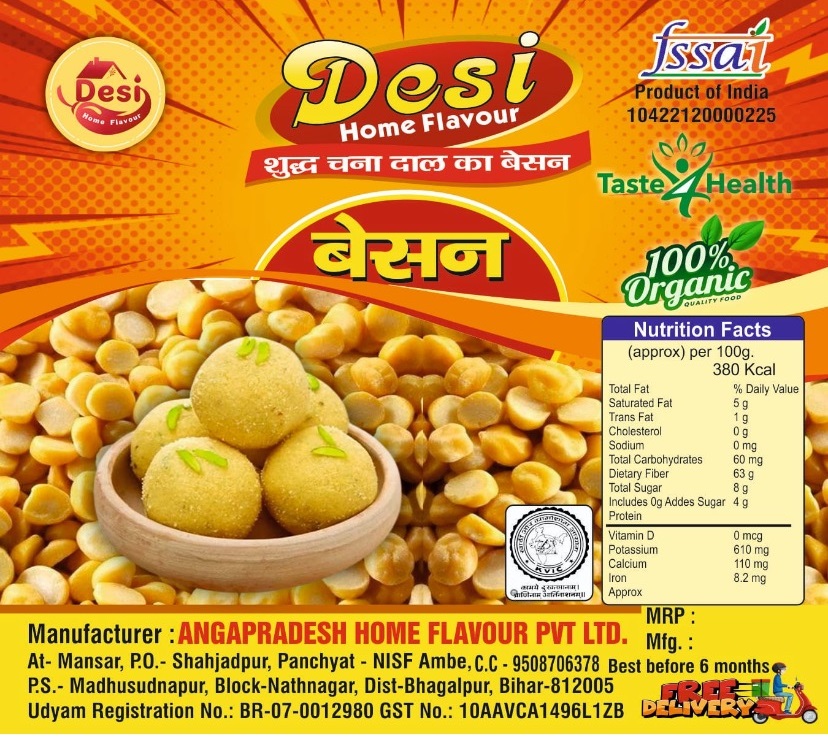 Desi
Home Flavour
Desi
Home Flavour
शुद्ध चना दाल का बेसन
बेसन
fssai
Product of India
10422120000225
Taste 4 Health
100%
Organic
QUALITY FOOD
Nutrition Facts
(approx) per 100g.
380 Kcal
Total Fat % Daily Value
Saturated Fat 5 g
Trans Fat 1 g
Cholesterol 0 g
Sodium 0 mg
Total Carbohydrates 60 mg
Dietary Fiber 63 g
Total Sugar 8 g
Includes 0g Addes Sugar 4 g
Protein
Vitamin D 0 mcg
Potassium 610 mg
Calcium 110 mg
Iron 8.2 mg
Approx
KVIC
Manufacturer : ANGAPRADESH HOME FLAVOUR PVT LTD.
At- Mansar, P.O.- Shahjadpur, Panchyat - NISF Ambe, C.C - 9508706378
P.S.- Madhusudnapur, Block-Nathnagar, Dist-Bhagalpur, Bihar-812005
Udyam Registration No.: BR-07-0012980 GST No.: 10AAVCA1496L1ZB
MRP :
Mfg. :
Best before 6 months
FREE
DELIVERY